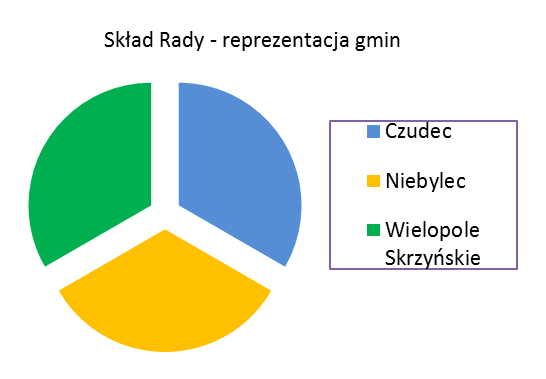 Skład Rady - reprezentacja gmin
Czudec
Niebylec
Wielopole
Skrzyńskie